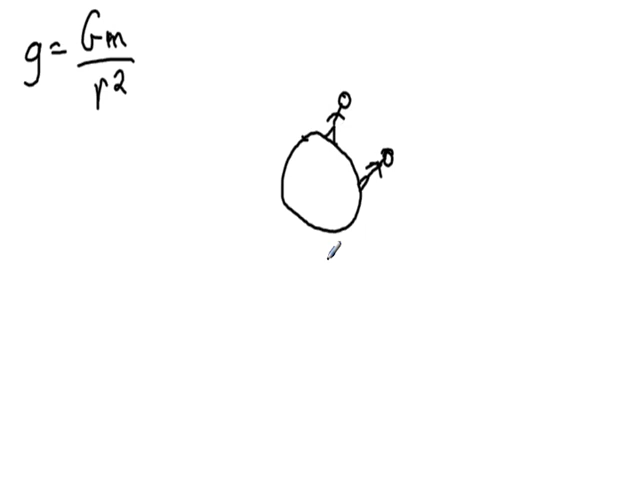 g = Gm / r²